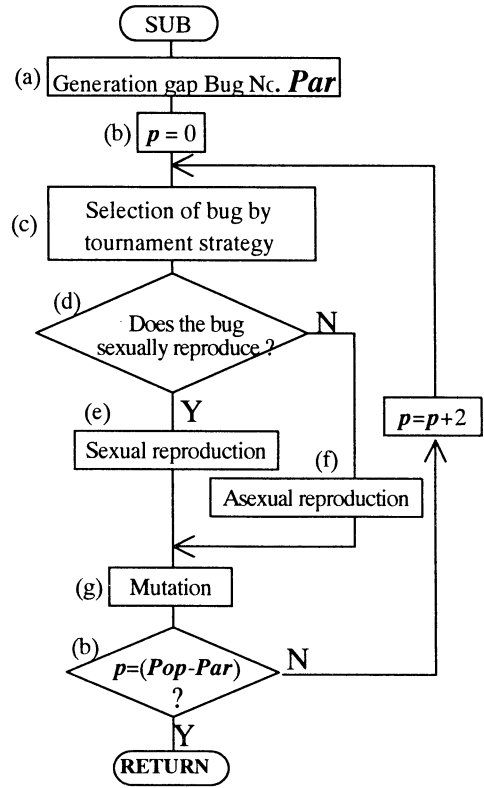 SUB
(a)
Generation gap Bug No. Par
(b)
p = 0
(c)
Selection of bug by
tournament strategy
(d)
Does the bug
sexually reproduce ?
N
Y
(e)
Sexual reproduction
(f)
Asexual reproduction
p=p+2
(g)
Mutation
(b)
p=(Pop-Par)
?
N
Y
RETURN